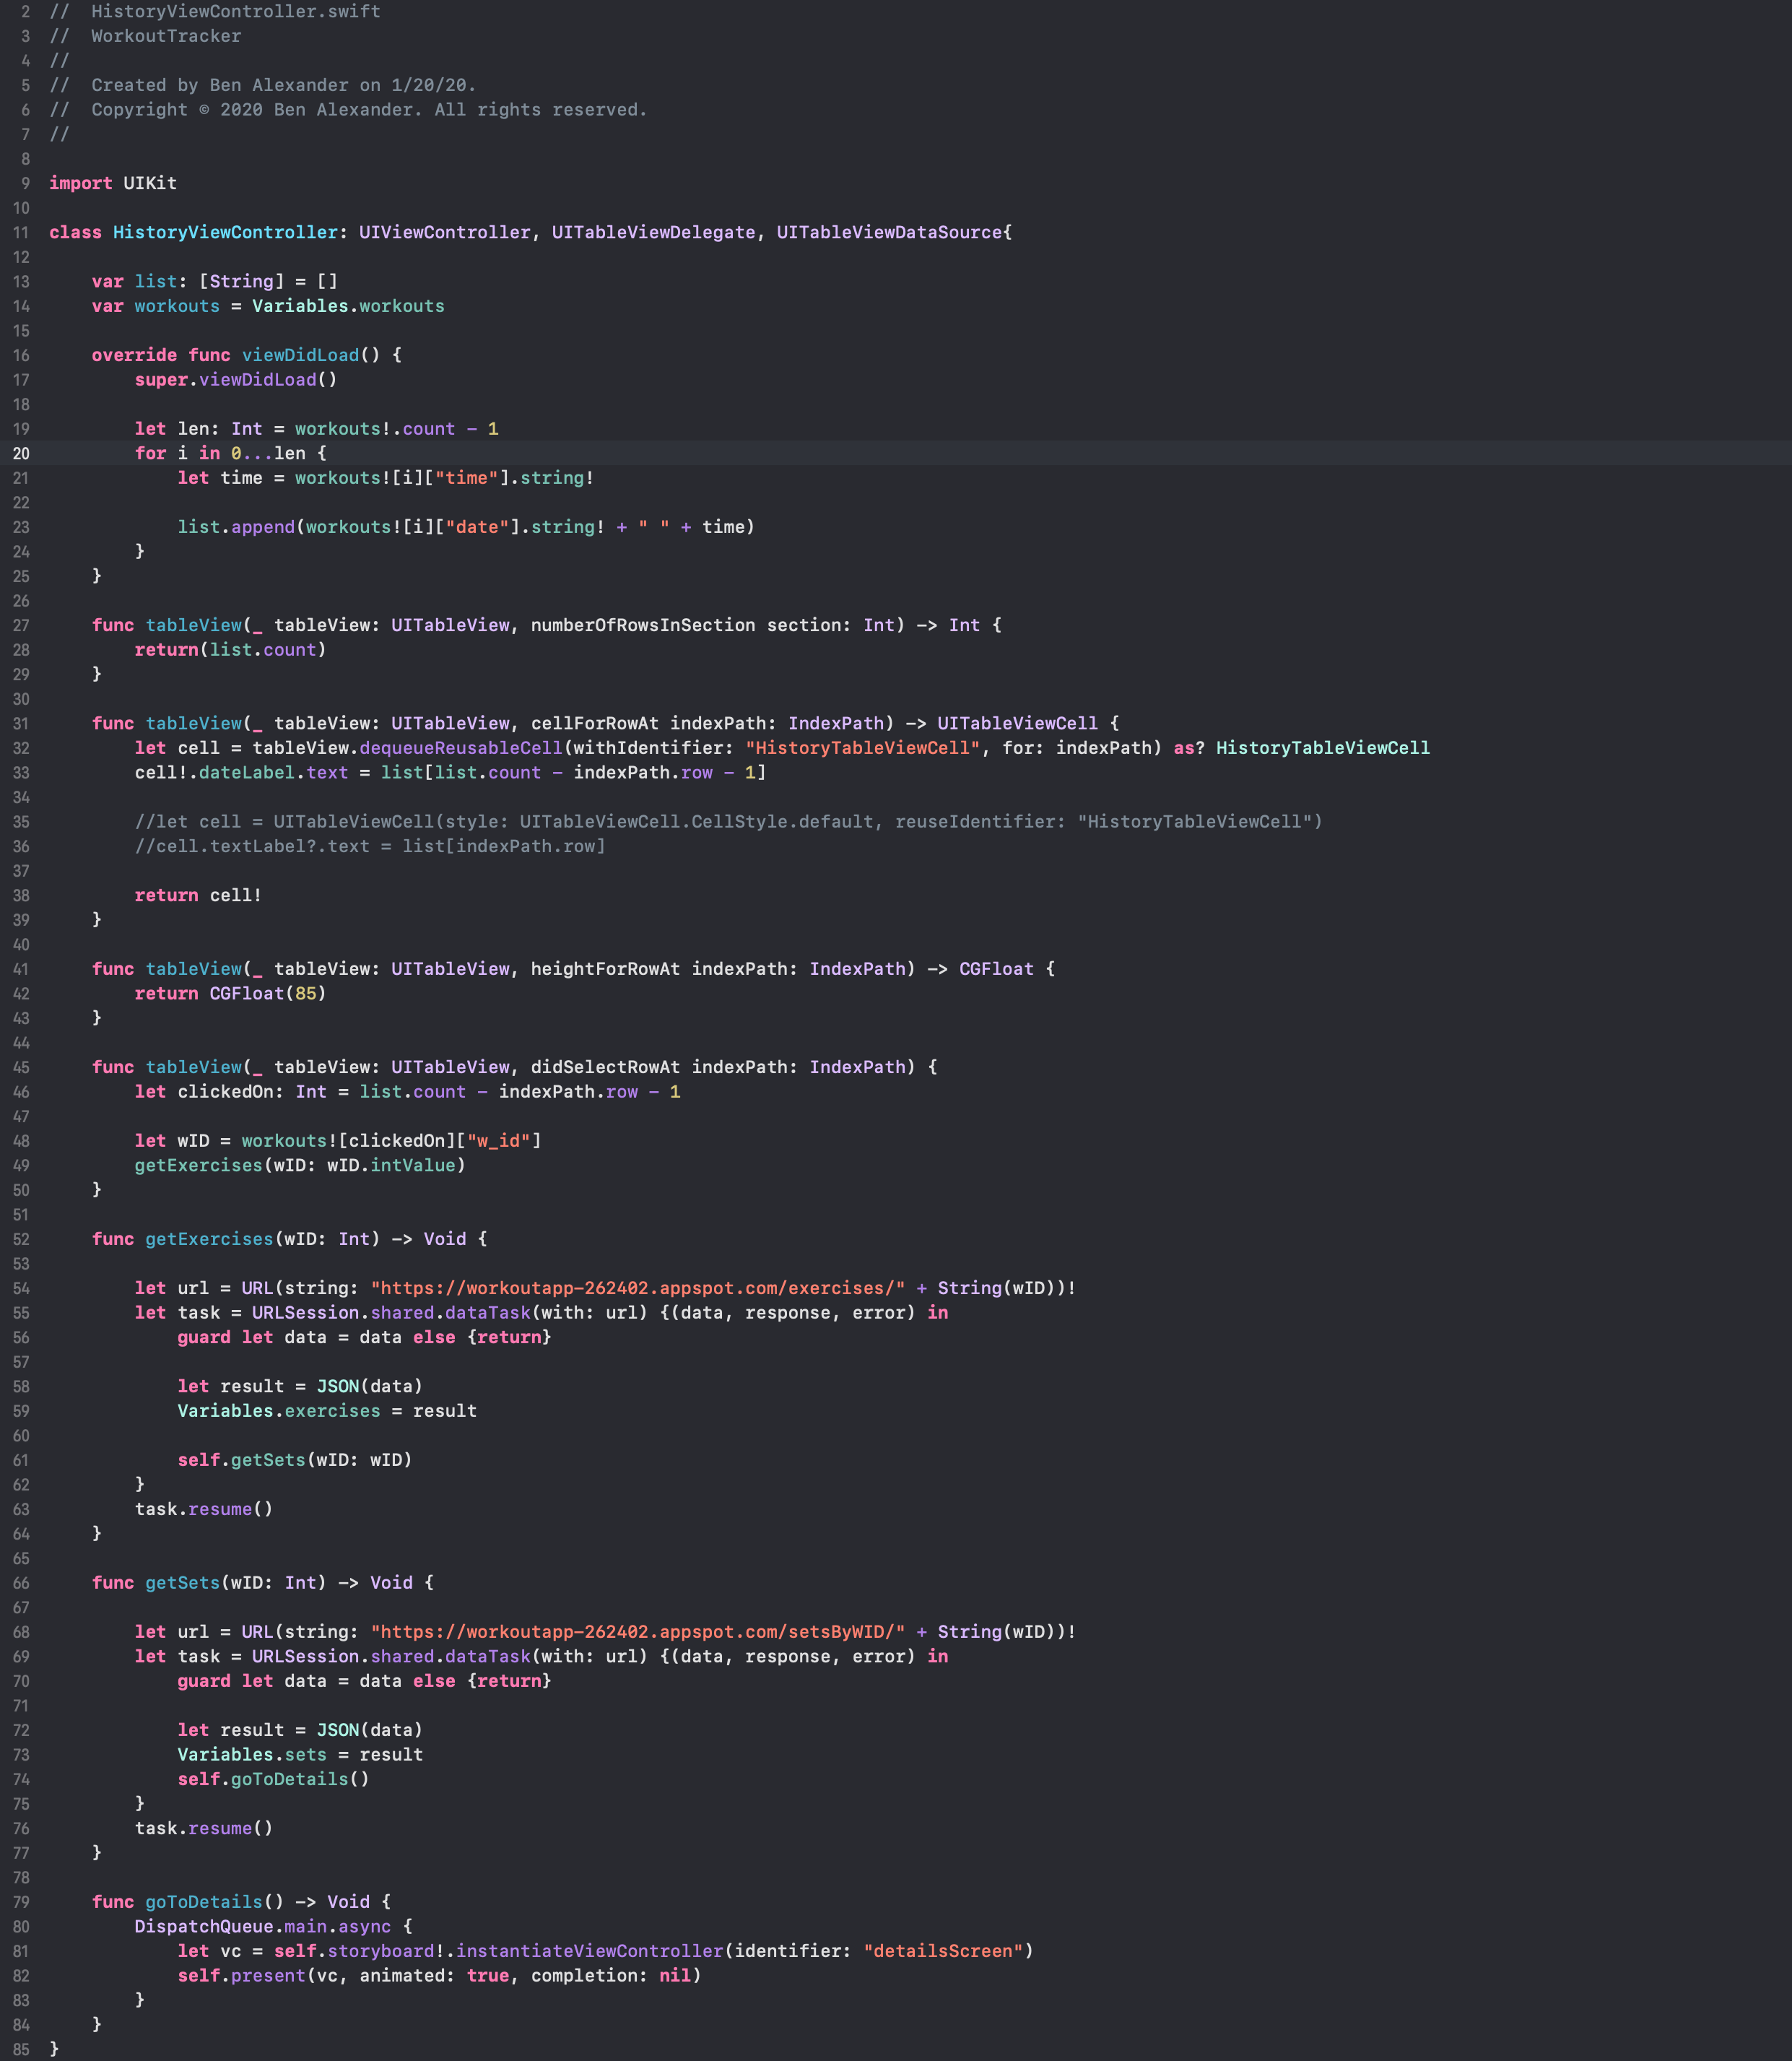 2 //  HistoryViewController.swift
3 //  WorkoutTracker
4 //
5 //  Created by Ben Alexander on 1/20/20.
6 //  Copyright © 2020 Ben Alexander. All rights reserved.
7 //
8
9 import UIKit
10
11 class HistoryViewController: UIViewController, UITableViewDelegate, UITableViewDataSource{
12
13     var list: [String] = []
14     var workouts = Variables.workouts
15
16     override func viewDidLoad() {
17         super.viewDidLoad()
18
19         let len: Int = workouts!.count - 1
20         for i in 0...len {
21             let time = workouts![i]["time"].string!
22
23             list.append(workouts![i]["date"].string! + " " + time)
24         }
25     }
26
27     func tableView(_ tableView: UITableView, numberOfRowsInSection section: Int) -> Int {
28         return(list.count)
29     }
30
31     func tableView(_ tableView: UITableView, cellForRowAt indexPath: IndexPath) -> UITableViewCell {
32         let cell = tableView.dequeueReusableCell(withIdentifier: "HistoryTableViewCell", for: indexPath) as? HistoryTableViewCell
33         cell!.dateLabel.text = list[list.count - indexPath.row - 1]
34
35         //let cell = UITableViewCell(style: UITableViewCell.CellStyle.default, reuseIdentifier: "HistoryTableViewCell")
36         //cell.textLabel?.text = list[indexPath.row]
37
38         return cell!
39     }
40
41     func tableView(_ tableView: UITableView, heightForRowAt indexPath: IndexPath) -> CGFloat {
42         return CGFloat(85)
43     }
44
45     func tableView(_ tableView: UITableView, didSelectRowAt indexPath: IndexPath) {
46         let clickedOn: Int = list.count - indexPath.row - 1
47
48         let wID = workouts![clickedOn]["w_id"]
49         getExercises(wID: wID.intValue)
50     }
51
52     func getExercises(wID: Int) -> Void {
53
54         let url = URL(string: "https://workoutapp-262402.appspot.com/exercises/" + String(wID))!
55         let task = URLSession.shared.dataTask(with: url) {(data, response, error) in
56             guard let data = data else {return}
57
58             let result = JSON(data)
59             Variables.exercises = result
60
61             self.getSets(wID: wID)
62         }
63         task.resume()
64     }
65
66     func getSets(wID: Int) -> Void {
67
68         let url = URL(string: "https://workoutapp-262402.appspot.com/setsByWID/" + String(wID))!
69         let task = URLSession.shared.dataTask(with: url) {(data, response, error) in
70             guard let data = data else {return}
71
72             let result = JSON(data)
73             Variables.sets = result
74             self.goToDetails()
75         }
76         task.resume()
77     }
78
79     func goToDetails() -> Void {
80         DispatchQueue.main.async {
81             let vc = self.storyboard!.instantiateViewController(identifier: "detailsScreen")
82             self.present(vc, animated: true, completion: nil)
83         }
84     }
85 }